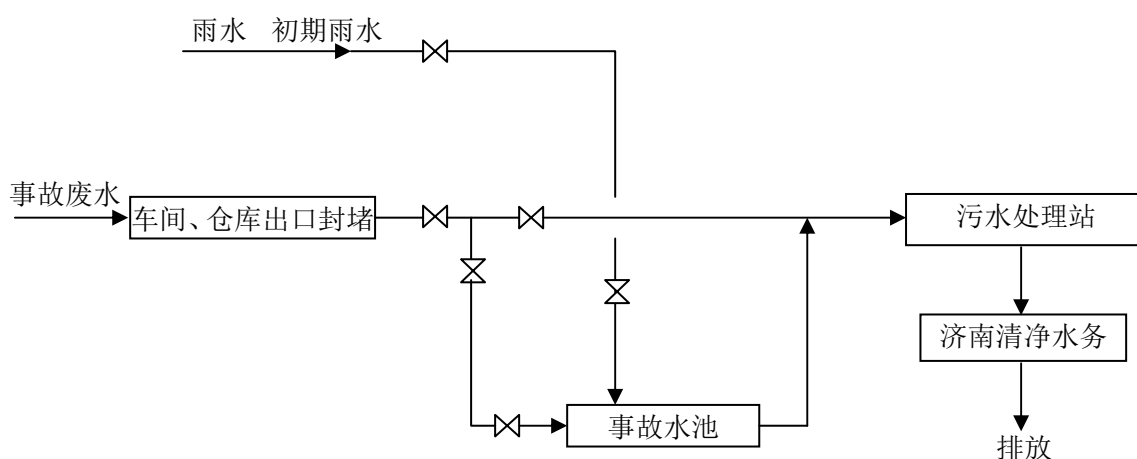 雨水 初期雨水
事故废水
车间、仓库出口封堵
污水处理站
济南清净水务
事故水池
排放